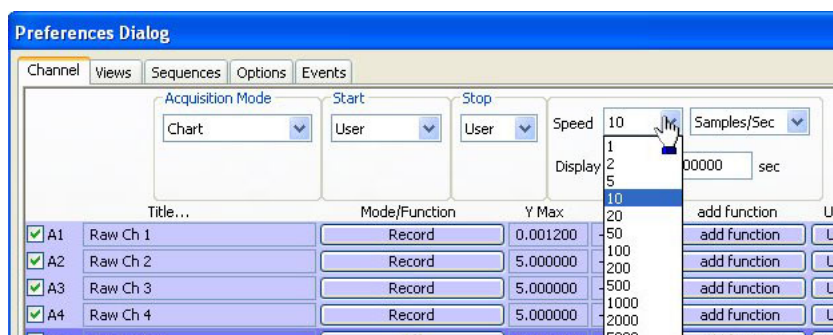 Preferences Dialog
Channel Views Sequences Options Events
Acquisition Mode Start Stop
Chart User User Speed 10 Samples/Sec
1
Display 2 00000 sec
5
10
Title... Mode/Function Y Max 20 add function U
A1 Raw Ch 1 Record 0.001200 - 50 add function U
100
A2 Raw Ch 2 Record 5.000000 - 200 add function U
A3 Raw Ch 3 Record 5.000000 - 500 add function U
1000
A4 Raw Ch 4 Record 5.000000 - 2000 add function U